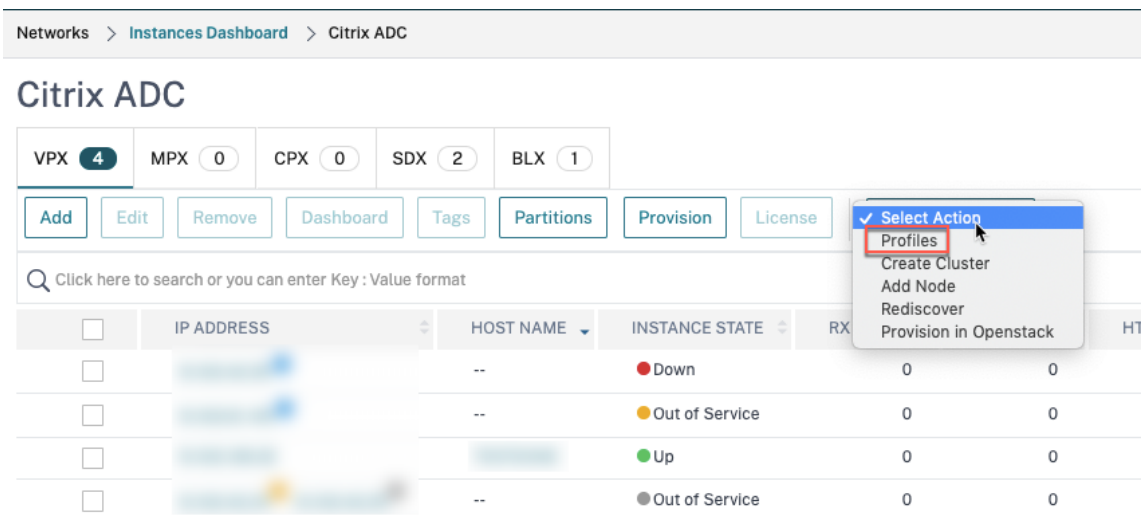 Networks > Instances Dashboard > Citrix ADC
Citrix ADC
VPX 4 MPX 0 CPX 0 SDX 2 BLX 1
Add Edit Remove Dashboard Tags Partitions Provision License
✓ Select Action
Profiles
Create Cluster
Add Node
Rediscover
Provision in Openstack
Click here to search or you can enter Key : Value format
IP ADDRESS HOST NAME INSTANCE STATE RX HT
-- Down 0 0
-- Out of Service 0 0
Up 0 0
-- Out of Service 0 0